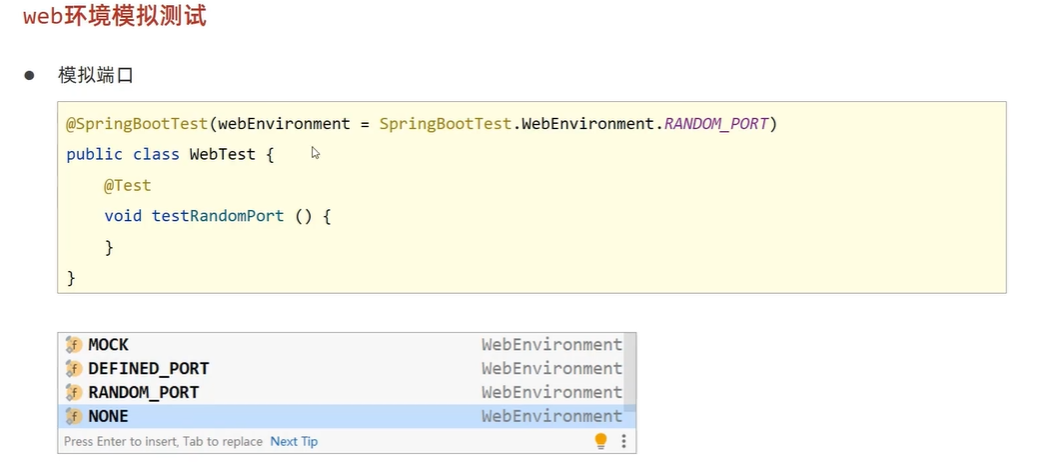 web环境模拟测试
● 模拟端口
@SpringBootTest(webEnvironment = SpringBootTest.WebEnvironment.RANDOM_PORT)
public class WebTest {
@Test
void testRandomPort () {
}
}
MOCK WebEnvironment
DEFINED_PORT WebEnvironment
RANDOM_PORT WebEnvironment
NONE WebEnvironment
Press Enter to insert, Tab to replace Next Tip